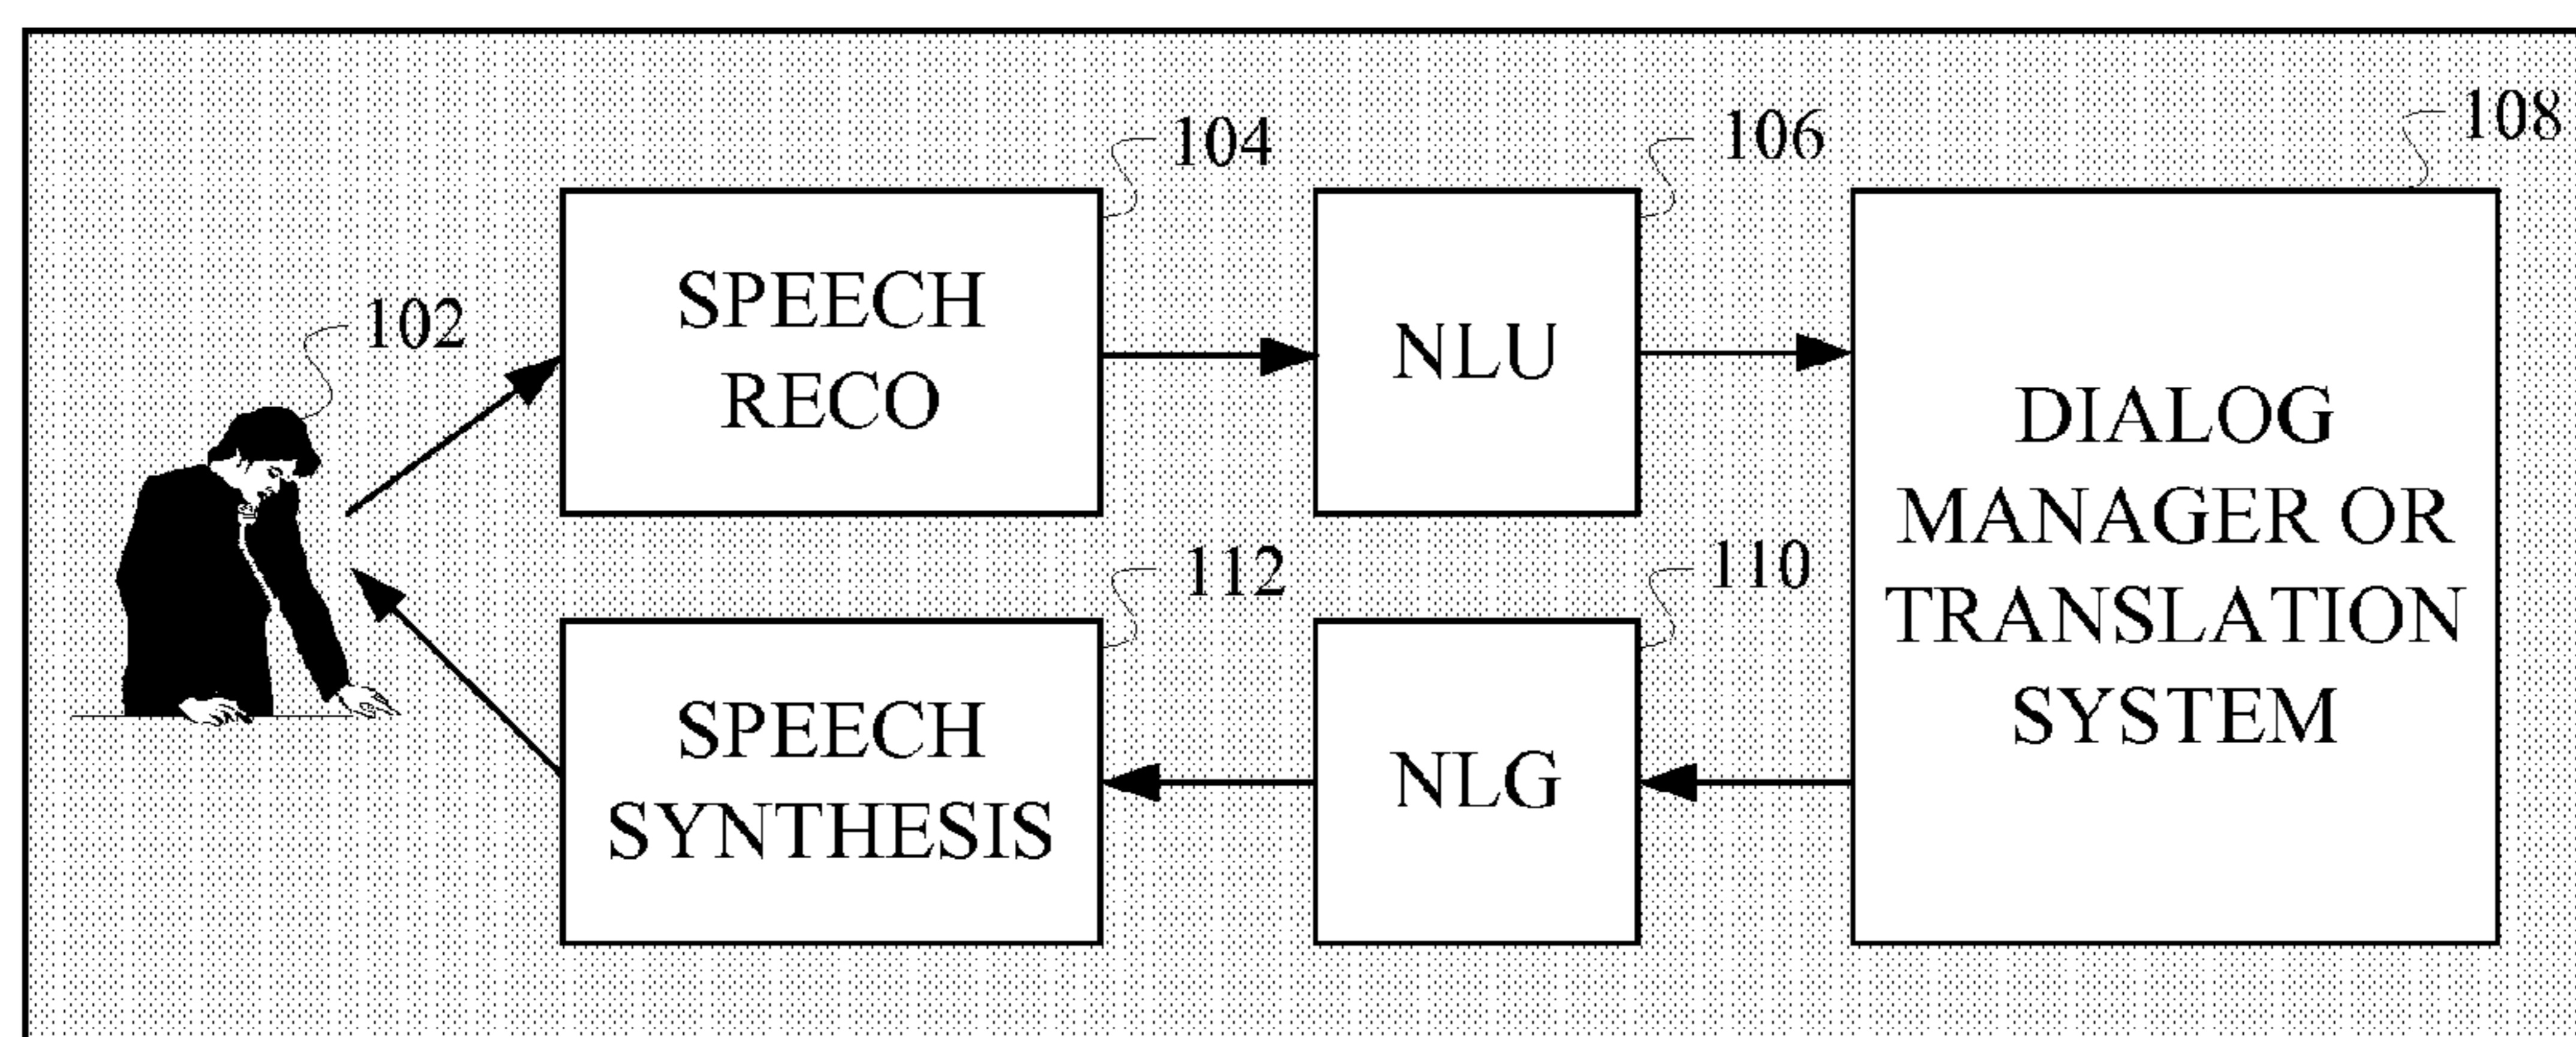 104
106
108
102
SPEECH
RECO
NLU
DIALOG
MANAGER OR
TRANSLATION
SYSTEM
112
110
SPEECH
SYNTHESIS
NLG